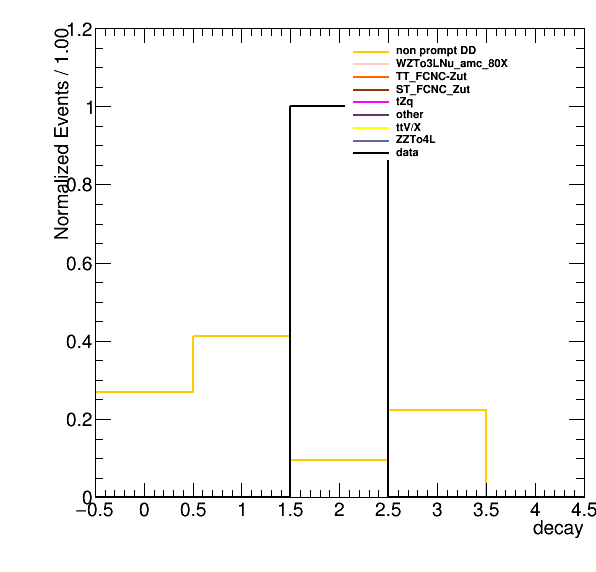 Normalized Events / 1.00
1.2
1
0.8
0.6
0.4
0.2
0
non prompt DD
WZTo3LNu_amc_80X
TT_FCNC-Zut
ST_FCNC_Zut
tZq
other
ttV/X
ZZTo4L
data
−0.5 0 0.5 1 1.5 2 2.5 3 3.5 4 4.5
decay